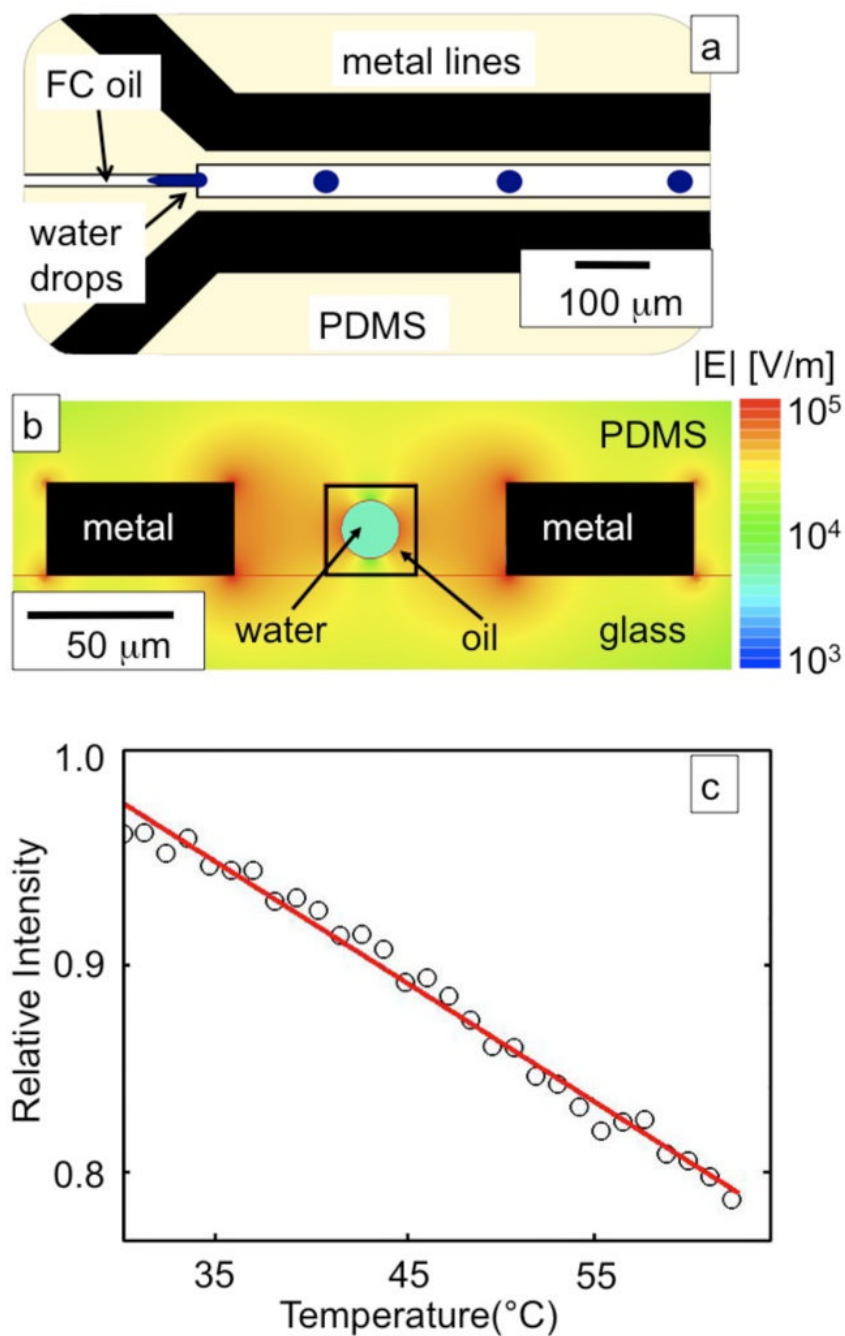 a
metal lines
FC oil
water
drops
100 μm
PDMS
|E| [V/m]
b
PDMS
10⁵
metal
metal
10⁴
water
oil
glass
50 μm
10³
c
1.0
0.9
0.8
Relative Intensity
35
45
55
Temperature(°C)